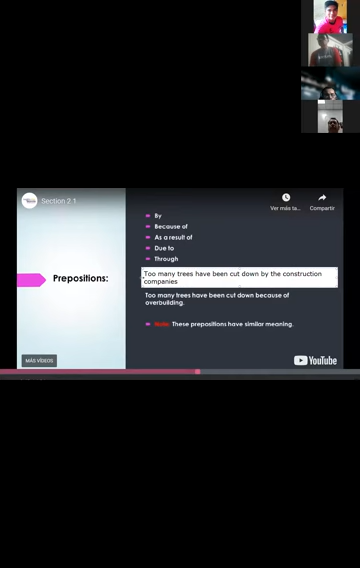 Section 2.1
Ver más ta...
Compartir
By
Because of
As a result of
Due to
Through
Prepositions:
Too many trees have been cut down by the construction
companies
Too many trees have been cut down because of
overbuilding.
Note: These prepositions have similar meaning.
MÁS VÍDEOS
YouTube